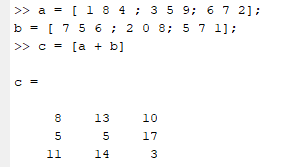 >> a = [ 1 8 4 ; 3 5 9; 6 7 2];
b = [ 7 5 6 ; 2 0 8; 5 7 1];
>> c = [a + b]
c =
8 13 10
5 5 17
11 14 3